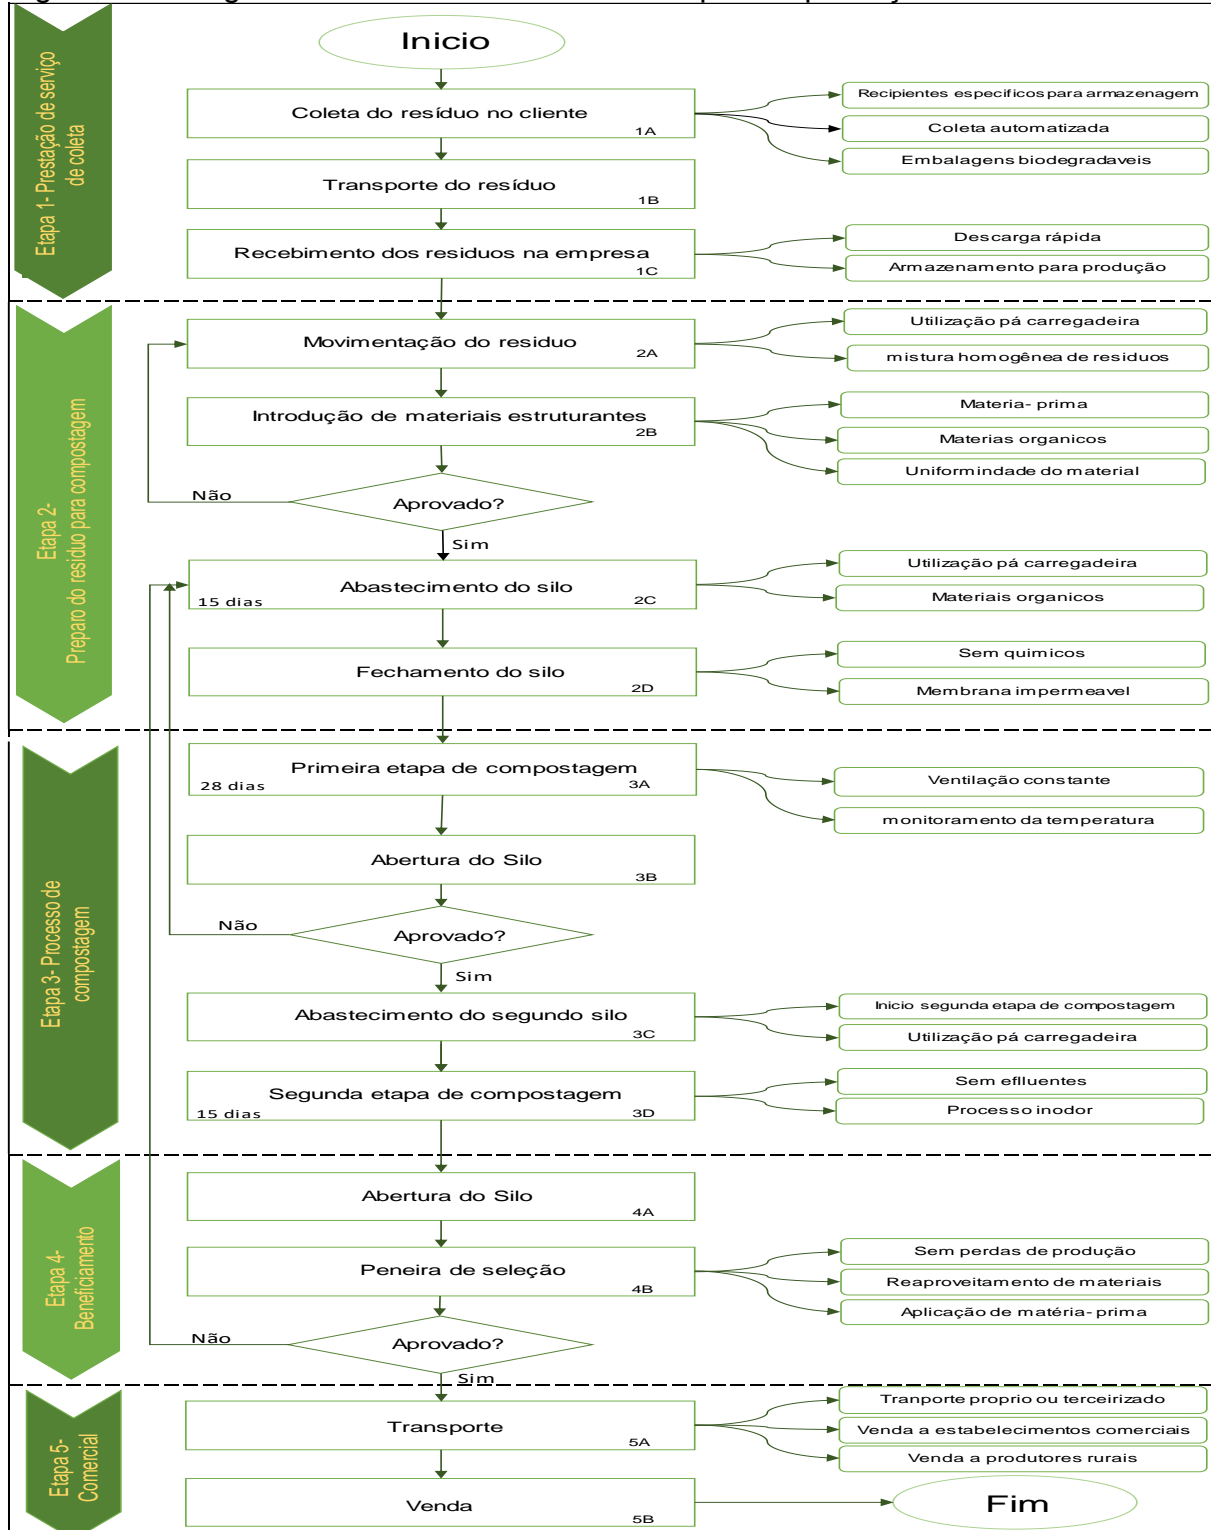 Inicio
Etapa 1- Prestação de serviço
de coleta
Coleta do resíduo no cliente
1A
Recipientes especificos para armazenagem
Coleta automatizada
Embalagens biodegradaveis
Transporte do resíduo
1B
Recebimento dos residuos na empresa
1C
Descarga rápida
Armazenamento para produção
Etapa 2-
Preparo do residuo para compostagem
Movimentação do residuo
2A
Utilização pá carregadeira
mistura homogênea de residuos
Introdução de materiais estruturantes
2B
Materia- prima
Materias organicos
Uniformindade do material
Não
Aprovado?
Sim
Abastecimento do silo
15 dias
2C
Utilização pá carregadeira
Materiais organicos
Fechamento do silo
2D
Sem quimicos
Membrana impermeavel
Etapa 3- Processo de
compostagem
Primeira etapa de compostagem
28 dias
3A
Ventilação constante
monitoramento da temperatura
Abertura do Silo
3B
Não
Aprovado?
Sim
Abastecimento do segundo silo
3C
Inicio segunda etapa de compostagem
Utilização pá carregadeira
Segunda etapa de compostagem
15 dias
3D
Sem eflluentes
Processo inodor
Etapa 4-
Beneficiamento
Abertura do Silo
4A
Peneira de seleção
4B
Sem perdas de produção
Reaproveitamento de materiais
Aplicação de matéria- prima
Não
Aprovado?
Sim
Etapa 5-
Comercial
Transporte
5A
Tranporte proprio ou terceirizado
Venda a estabelecimentos comerciais
Venda a produtores rurais
Venda
5B
Fim